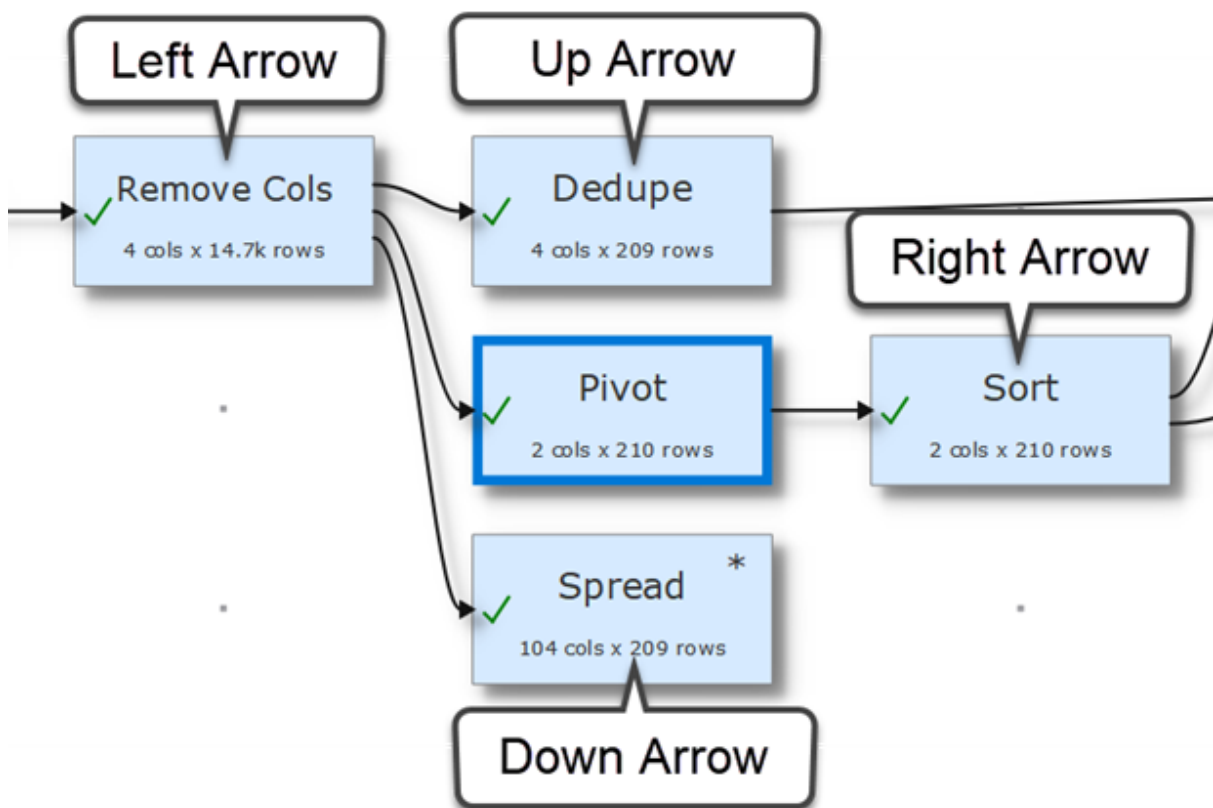 Left Arrow
Up Arrow
Remove Cols
4 cols x 14.7k rows
Dedupe
4 cols x 209 rows
Right Arrow
Pivot
2 cols x 210 rows
Sort
2 cols x 210 rows
Spread
*
104 cols x 209 rows
Down Arrow